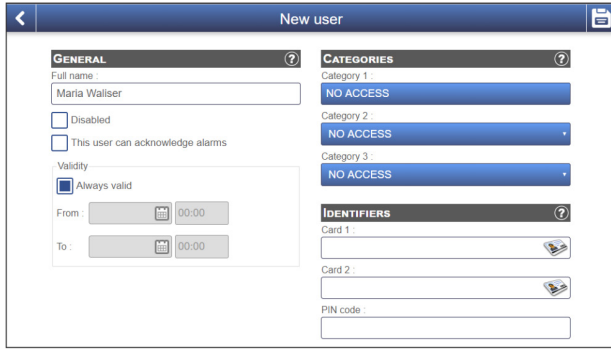 New user
GENERAL ?
Full name :
Maria Waliser
Disabled
This user can acknowledge alarms
Validity
Always valid
From : 00:00
To : 00:00
CATEGORIES ?
Category 1 :
NO ACCESS
Category 2 :
NO ACCESS
Category 3 :
NO ACCESS
IDENTIFIERS ?
Card 1 :
Card 2 :
PIN code :